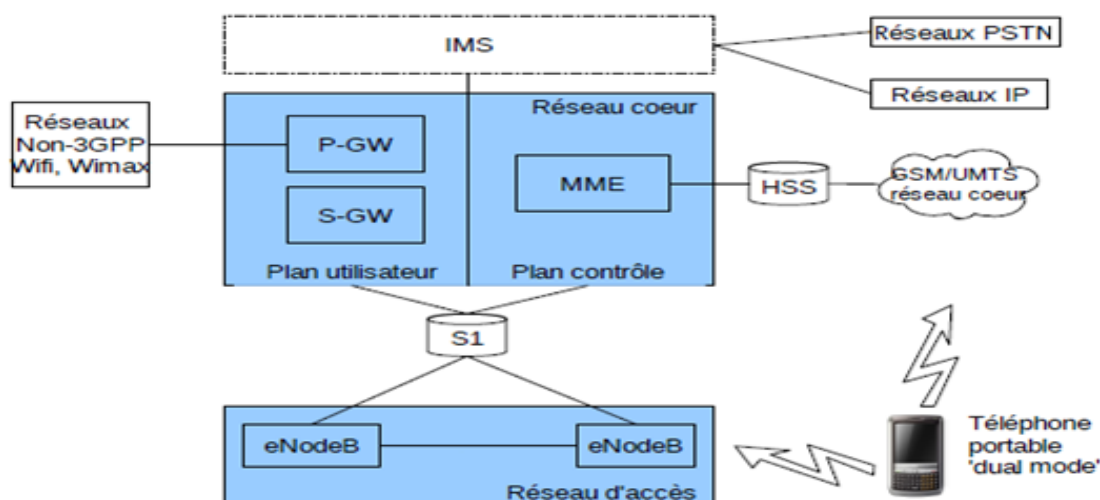 IMS
Réseaux PSTN
Réseaux IP
Réseaux
Non-3GPP
Wifi, Wimax
Réseau coeur
P-GW
S-GW
MME
HSS
GSM/UMTS
réseau coeur
Plan utilisateur
Plan contrôle
S1
eNodeB
eNodeB
Réseau d'accès
Téléphone
portable
'dual mode'